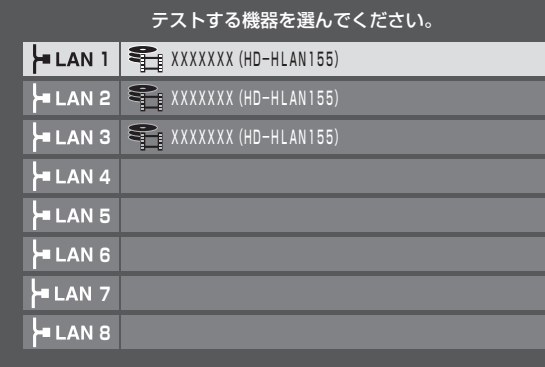 テストする機器を選んでください。
LAN 1 XXXXXXX (HD-HLAN155)
LAN 2 XXXXXXX (HD-HLAN155)
LAN 3 XXXXXXX (HD-HLAN155)
LAN 4
LAN 5
LAN 6
LAN 7
LAN 8